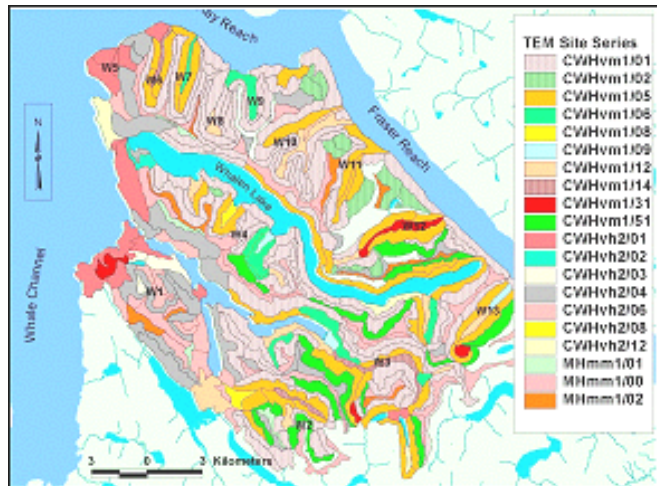 ay Reach
Fraser Reach
Whale Channel
Whalen Lake
N
W5
W6
W7
W8
W9
W10
W11
W4
W1
W13
W3
W2
3 0 3 Kilometers
TEM Site Series
CWHvm1/01
CWHvm1/02
CWHvm1/05
CWHvm1/06
CWHvm1/08
CWHvm1/09
CWHvm1/12
CWHvm1/14
CWHvm1/31
CWHvm1/51
CWHvh2/01
CWHvh2/02
CWHvh2/03
CWHvh2/04
CWHvh2/06
CWHvh2/08
CWHvh2/12
MHmm1/01
MHmm1/00
MHmm1/02